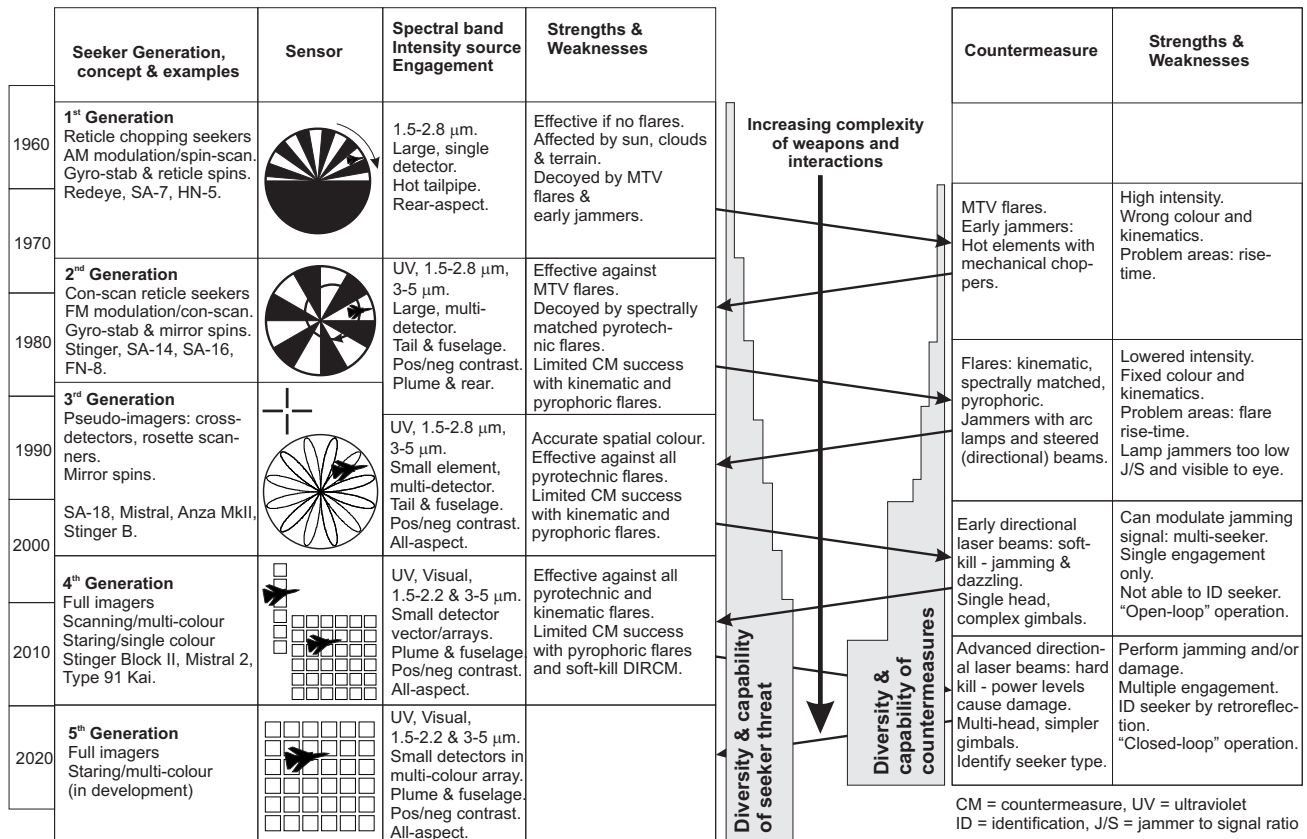 Seeker Generation,
concept & examples
Sensor
Spectral band
Intensity source
Engagement
Strengths &
Weaknesses
1960
1970
1980
1990
2000
2010
2020
1st Generation
Reticle chopping seekers
AM modulation/spin-scan.
Gyro-stab & reticle spins.
Redeye, SA-7, HN-5.
1.5-2.8 μm.
Large, single
detector.
Hot tailpipe.
Rear-aspect.
Effective if no flares.
Affected by sun, clouds
& terrain.
Decoyed by MTV
flares &
early jammers.
2nd Generation
Con-scan reticle seekers
FM modulation/con-scan.
Gyro-stab & mirror spins.
Stinger, SA-14, SA-16,
FN-8.
UV, 1.5-2.8 μm,
3-5 μm.
Large, multi-
detector.
Tail & fuselage.
Pos/neg contrast.
Plume & rear.
Effective against
MTV flares.
Decoyed by spectrally
matched pyrotech-
nic flares.
Limited CM success
with kinematic and
pyrophoric flares.
3rd Generation
Pseudo-imagers: cross-
detectors, rosette scan-
ners.
Mirror spins.
SA-18, Mistral, Anza MkII,
Stinger B.
UV, 1.5-2.8 μm,
3-5 μm.
Small element,
multi-detector.
Tail & fuselage.
Pos/neg contrast.
All-aspect.
Accurate spatial colour.
Effective against all
pyrotechnic flares.
Limited CM success
with kinematic and
pyrophoric flares.
4th Generation
Full imagers
Scanning/multi-colour
Staring/single colour
Stinger Block II, Mistral 2,
Type 91 Kai.
UV, Visual,
1.5-2.2 & 3-5 μm.
Small detector
vector/arrays.
Plume & fuselage.
Pos/neg contrast.
All-aspect.
Effective against all
pyrotechnic and
kinematic flares.
Limited CM success
with pyrophoric flares
and soft-kill DIRCM.
5th Generation
Full imagers
Staring/multi-colour
(in development)
UV, Visual,
1.5-2.2 & 3-5 μm.
Small detectors in
multi-colour array.
Plume & fuselage.
Pos/neg contrast.
All-aspect.
Increasing complexity
of weapons and
interactions
Diversity & capability
of seeker threat
Diversity &
capability of
countermeasures
Countermeasure
Strengths &
Weaknesses
MTV flares.
Early jammers:
Hot elements with
mechanical chop-
pers.
High intensity.
Wrong colour and
kinematics.
Problem areas: rise-
time.
Flares: kinematic,
spectrally matched,
pyrophoric.
Jammers with arc
lamps and steered
(directional) beams.
Lowered intensity.
Fixed colour and
kinematics.
Problem areas: flare
rise-time.
Lamp jammers too low
J/S and visible to eye.
Early directional
laser beams: soft-
kill - jamming &
dazzling.
Single head,
complex gimbals.
Can modulate jamming
signal: multi-seeker.
Single engagement
only.
Not able to ID seeker.
“Open-loop” operation.
Advanced direction-
al laser beams: hard
kill - power levels
cause damage.
Multi-head, simpler
gimbals.
Identify seeker type.
Perform jamming and/or
damage.
Multiple engagement.
ID seeker by retroreflec-
tion.
“Closed-loop” operation.
CM = countermeasure, UV = ultraviolet
ID = identification, J/S = jammer to signal ratio